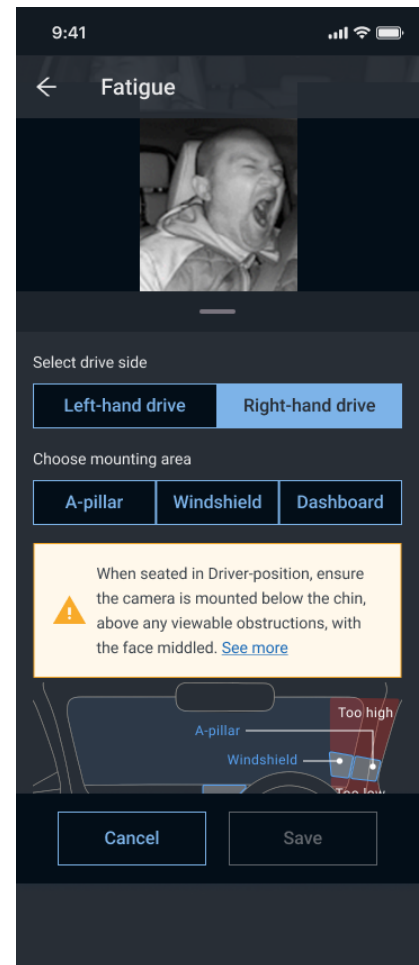 9:41
Fatigue
Select drive side
Left-hand drive
Right-hand drive
Choose mounting area
A-pillar
Windshield
Dashboard
When seated in Driver-position, ensure
the camera is mounted below the chin,
above any viewable obstructions, with
the face middled. See more
Too high
A-pillar
Windshield
Too low
Cancel
Save